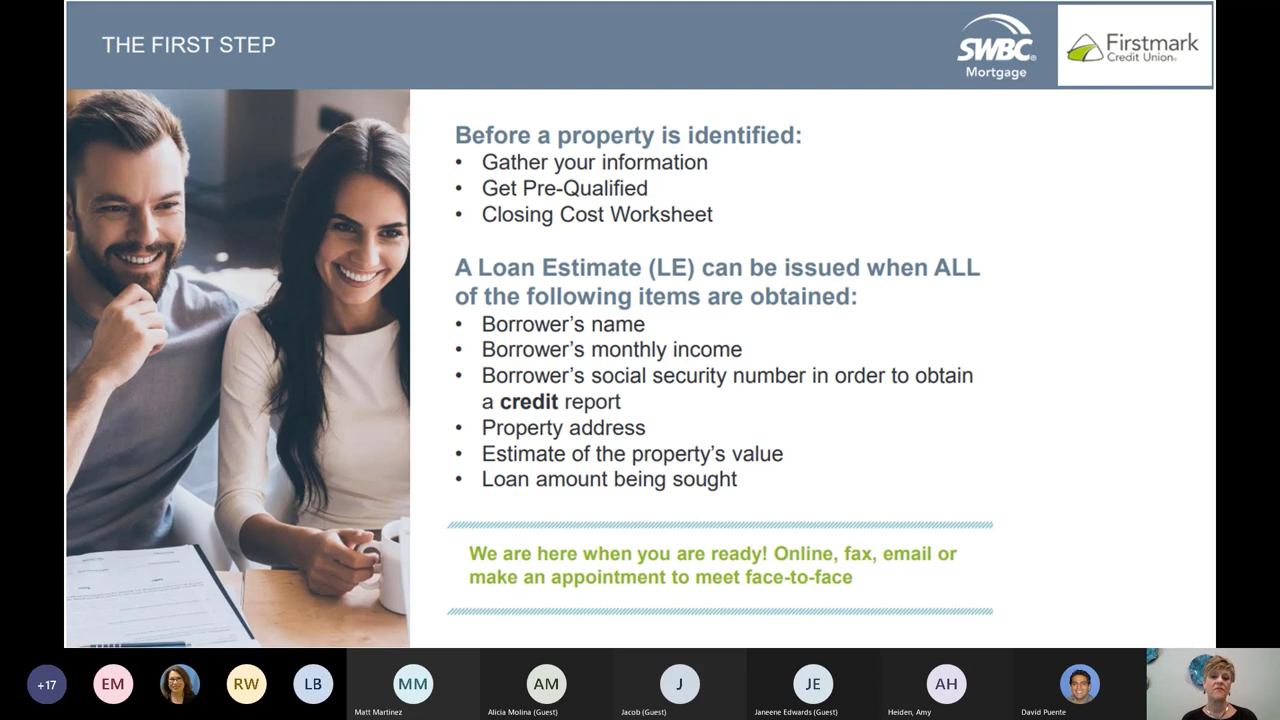 THE FIRST STEP
SWBC
Mortgage
Firstmark
Credit Union
Before a property is identified:
• Gather your information
• Get Pre-Qualified
• Closing Cost Worksheet
A Loan Estimate (LE) can be issued when ALL
of the following items are obtained:
• Borrower’s name
• Borrower’s monthly income
• Borrower’s social security number in order to obtain
a credit report
• Property address
• Estimate of the property’s value
• Loan amount being sought
We are here when you are ready! Online, fax, email or
make an appointment to meet face-to-face
+17
EM
RW
LB
MM
AM
J
JE
AH
Matt Martinez
Alicia Molina (Guest)
Jacob (Guest)
Janeene Edwards (Guest)
Heiden, Amy
David Puente